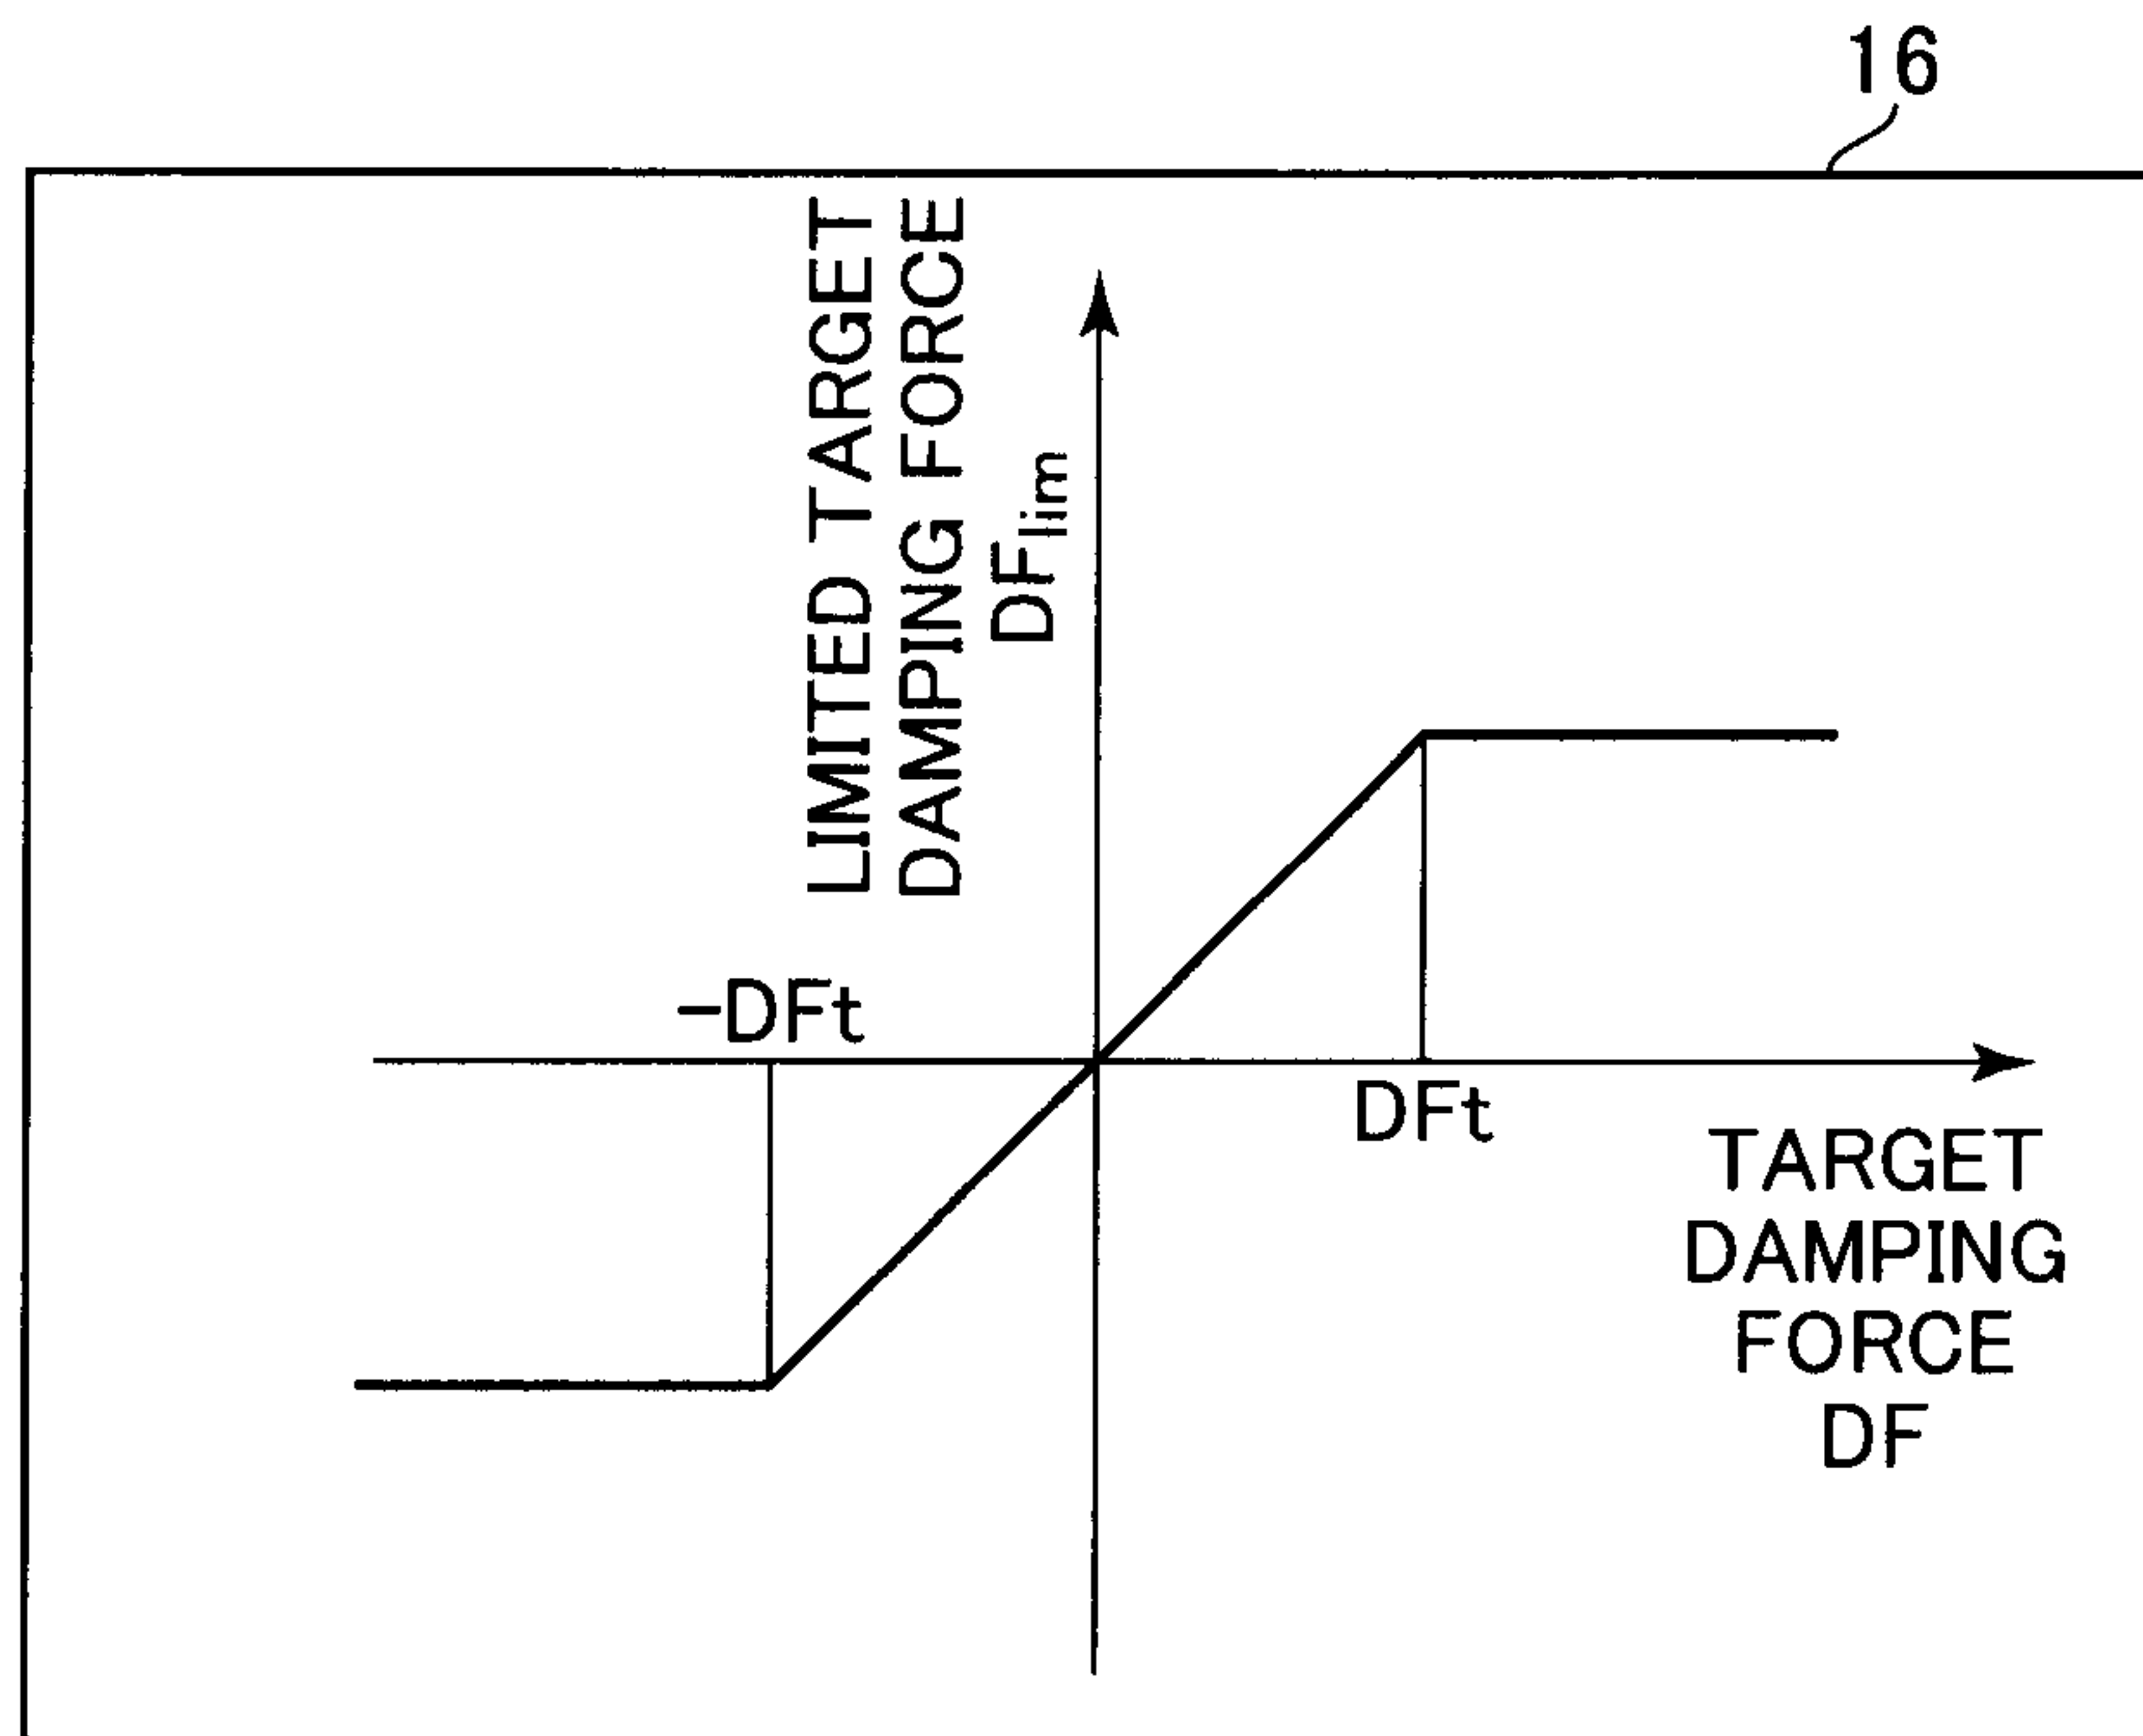 16
LIMITED TARGET
DAMPING FORCE
DFlim
-DFt
DFt
TARGET
DAMPING
FORCE
DF